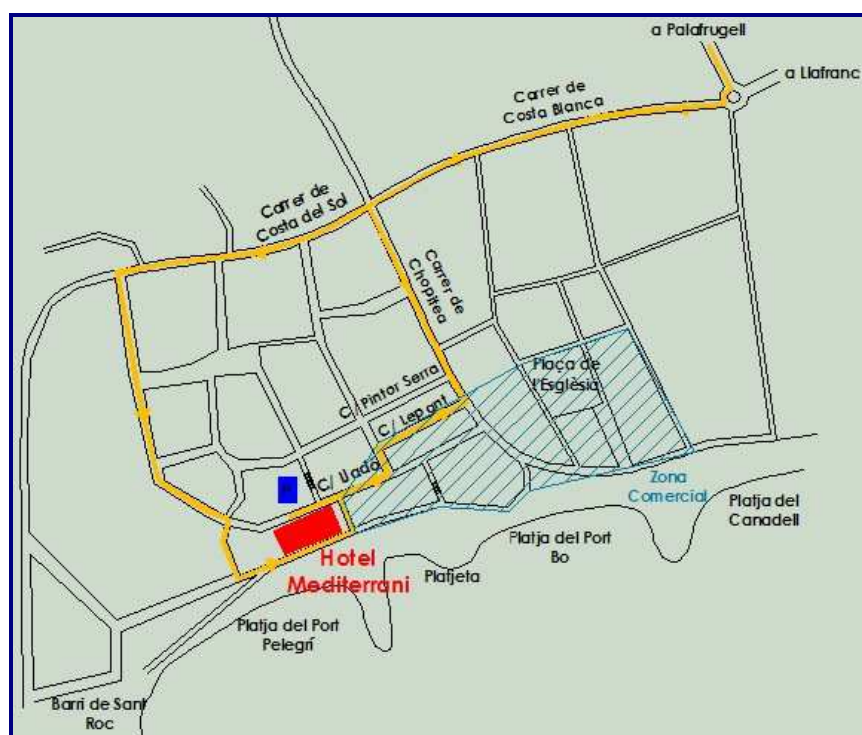 a Palafrugell
a Llafranc
Carrer de
Costa Blanca
Carrer de
Costa del Sol
Carrer de
Chopitea
Plaça de
l'Esglèsia
C/ Pintor Serra
C/ Lepant
C/ Lladó
Zona
Comercial
Platja del
Canadell
Platja del Port
Bo
Hotel
Mediterrani
Platjeta
Platja del Port
Pelegrí
Barri de Sant
Roc